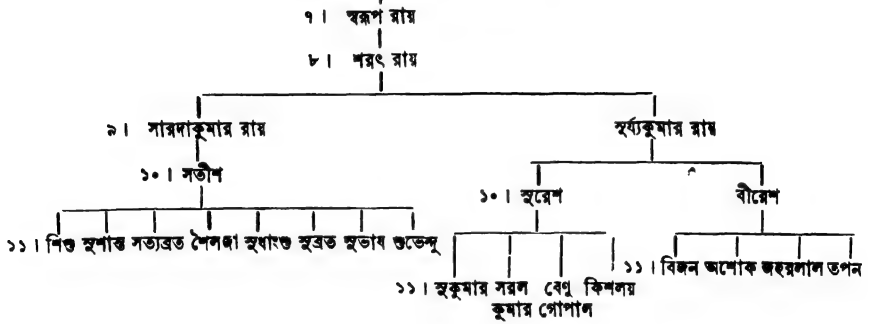 ৭। স্বরূপ রায়
৮। শরৎ রায়
৯। সারদাকুমার রায় সূর্য্যকুমার রায়
১০। সতীশ
১০। সুরেশ বীরেশ
১১। শিশু সুশান্ত সত্যব্রত শৈলজা সুধাংশু সুব্রত সুভাষ শুভেন্দু
১১। সুকুমার সরল বেণু কিশলয়
কুমার গোপাল
১১। বিজন অশোক জহরলাল তপন